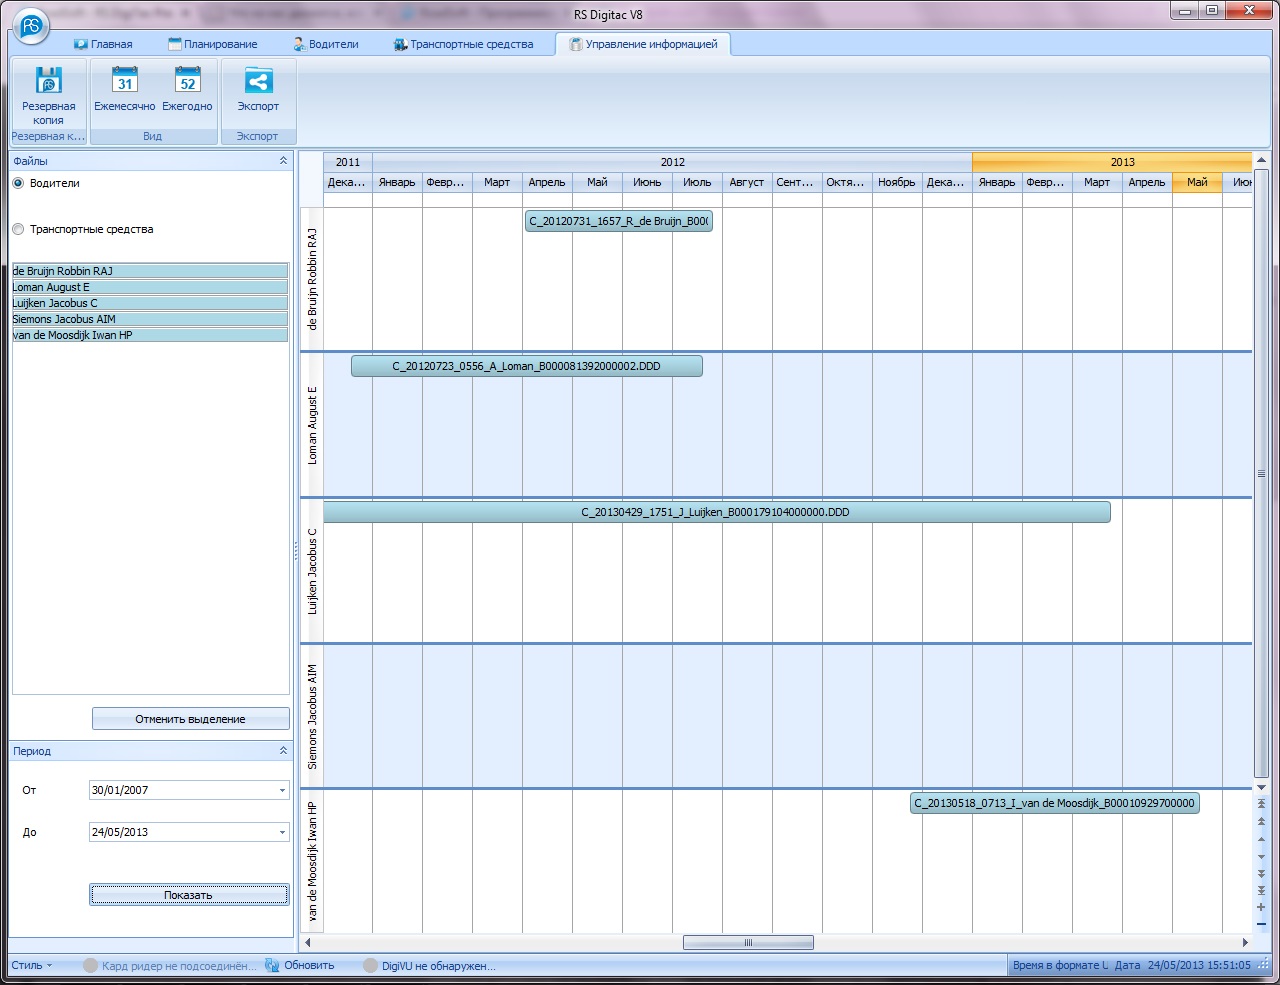 RS Digitac V8
Главная Планирование Водители Транспортные средства Управление информацией
Резервная копия
Ежемесячно Ежегодно
Экспорт
Резервная к... Вид Экспорт
Файлы
Водители
Транспортные средства
de Bruijn Robbin RAJ
Loman August E
Luijken Jacobus C
Siemons Jacobus AIM
van de Moosdijk Iwan HP
Отменить выделение
Период
От 30/01/2007
До 24/05/2013
Показать
2011 2012 2013
Дека... Январь Февр... Март Апрель Май Июнь Июль Август Сент... Октя... Ноябрь Дека... Январь Февр... Март Апрель Май Июн
de Bruijn Robbin RAJ
C_20120731_1657_R_de Bruijn_B00(
Loman August E
C_20120723_0556_A_Loman_B000081392000002.DDD
Luijken Jacobus C
C_20130429_1751_J_Luijken_B000179104000000.DDD
Siemons Jacobus AIM
van de Moosdijk Iwan HP
C_20130518_0713_I_van de Moosdijk_B00010929700000
Стиль Кард ридер не подсоединён... Обновить DigiVU не обнаружен... Время в формате U Дата 24/05/2013 15:51:05